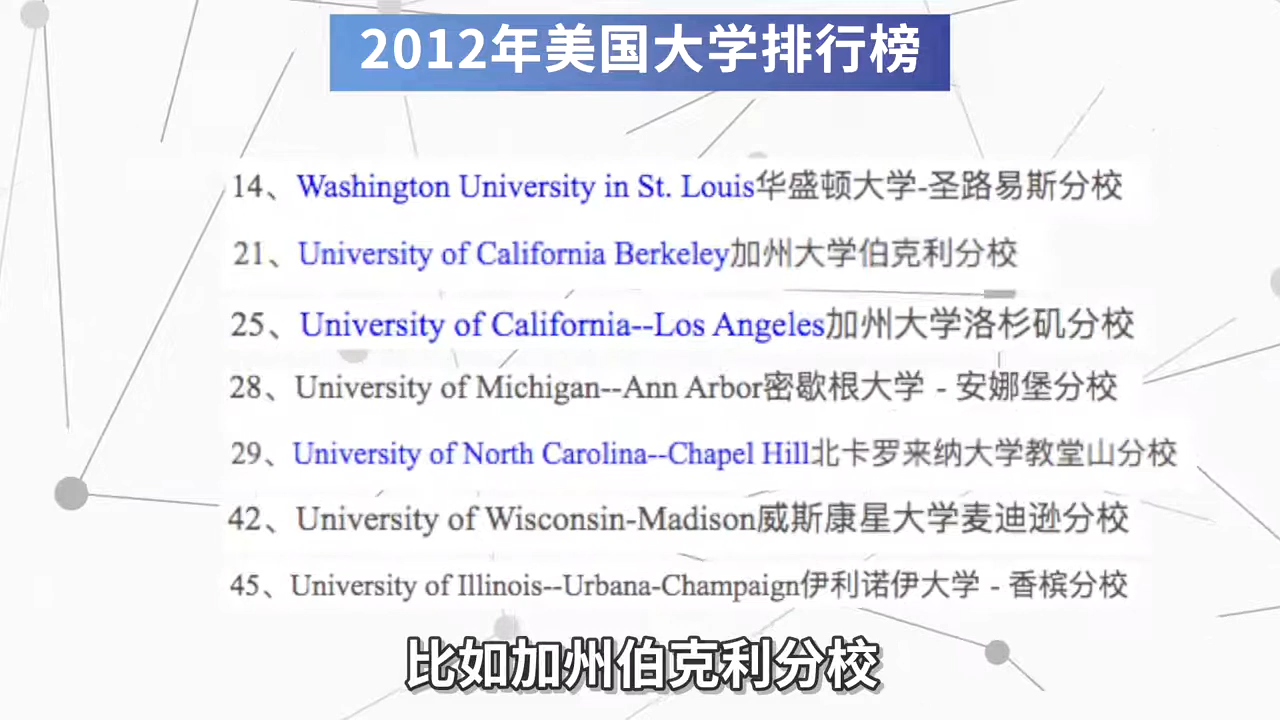 2012年美国大学排行榜
14、Washington University in St. Louis华盛顿大学-圣路易斯分校
21、University of California Berkeley加州大学伯克利分校
25、University of California--Los Angeles加州大学洛杉矶分校
28、University of Michigan--Ann Arbor密歇根大学 - 安娜堡分校
29、University of North Carolina--Chapel Hill北卡罗来纳大学教堂山分校
42、University of Wisconsin-Madison威斯康星大学麦迪逊分校
45、University of Illinois--Urbana-Champaign伊利诺伊大学 - 香槟分校
比如加州伯克利分校